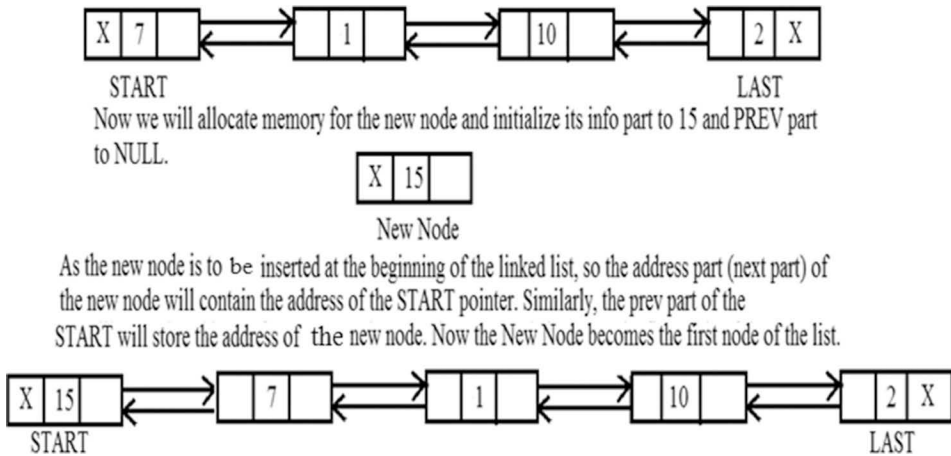 X 7 1 10 2 X
START LAST
Now we will allocate memory for the new node and initialize its info part to 15 and PREV part
to NULL.
X 15
New Node
As the new node is to be inserted at the beginning of the linked list, so the address part (next part) of
the new node will contain the address of the START pointer. Similarly, the prev part of the
START will store the address of the new node. Now the New Node becomes the first node of the list.
X 15 7 1 10 2 X
START LAST